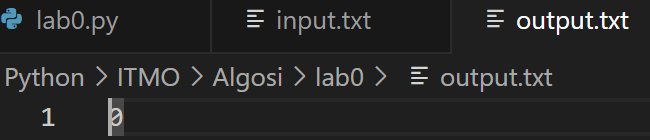 lab0.py input.txt output.txt
Python > ITMO > Algosi > lab0 > output.txt
1 0